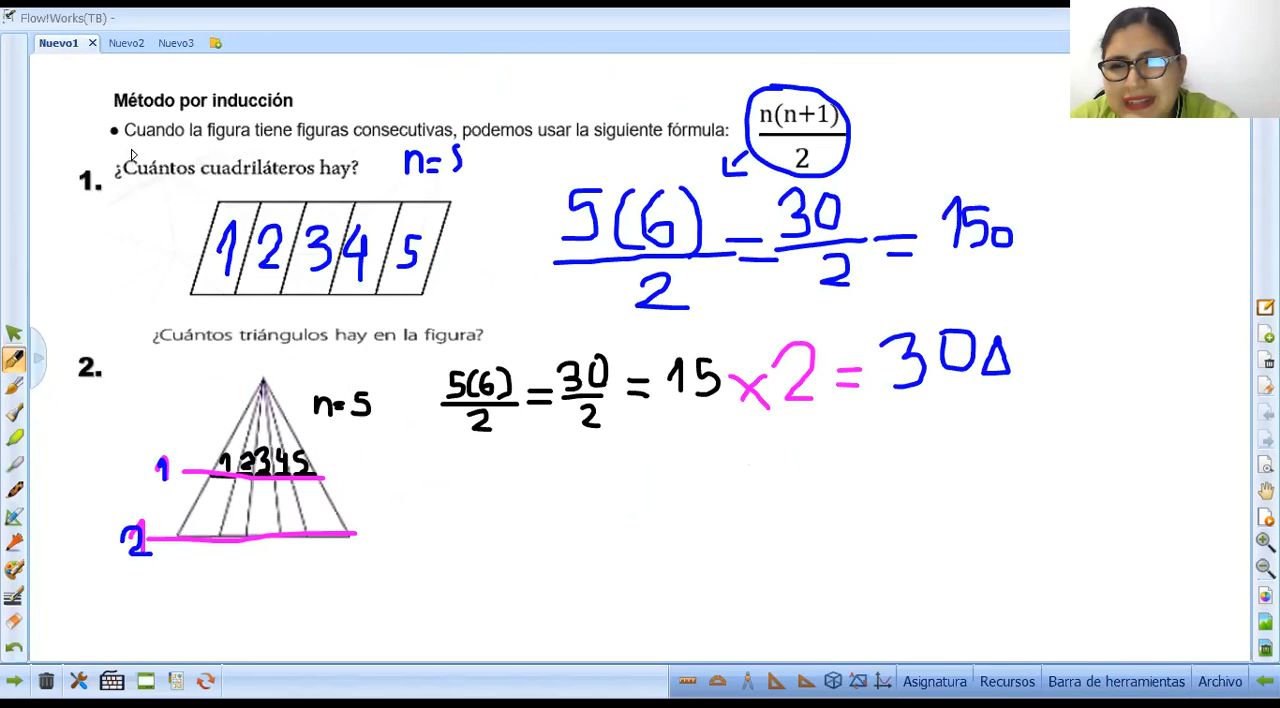 Flow!Works(TB) -
Nuevo1 Nuevo2 Nuevo3
Método por inducción
• Cuando la figura tiene figuras consecutivas, podemos usar la siguiente fórmula: n(n+1)/2
1. ¿Cuántos cuadriláteros hay? n=5
1 2 3 4 5
5(6)/2 = 30/2 = 15
¿Cuántos triángulos hay en la figura?
2.
n=5
5(6)/2 = 30/2 = 15 x 2 = 30 Δ
1 1 2 3 4 5
2
Asignatura Recursos Barra de herramientas Archivo